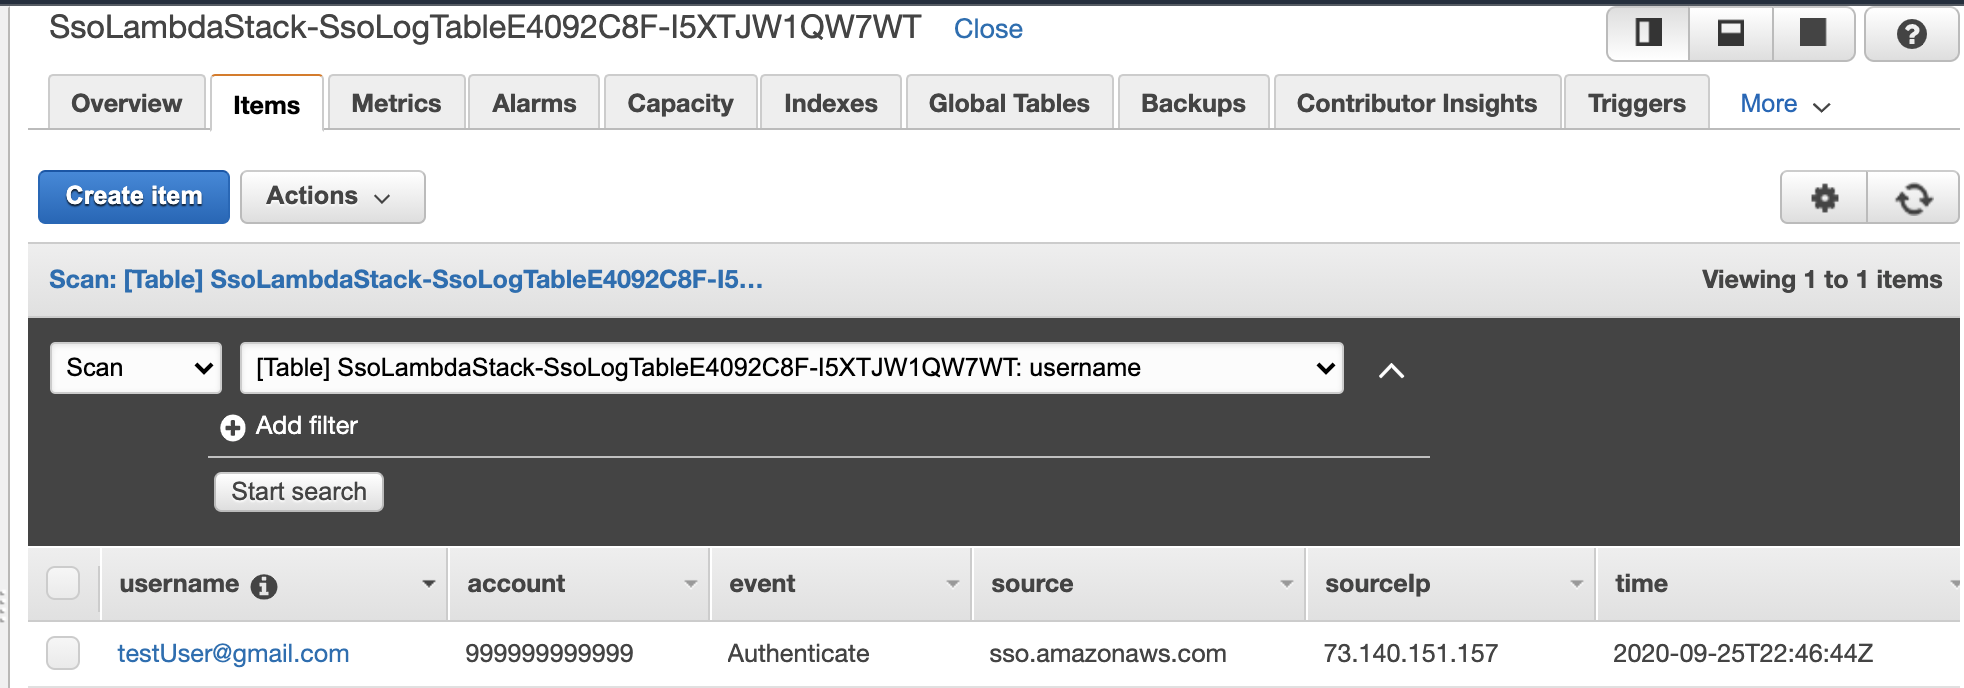 SsoLambdaStack-SsoLogTableE4092C8F-I5XTJW1QW7WT Close
Overview Items Metrics Alarms Capacity Indexes Global Tables Backups Contributor Insights Triggers More
Create item Actions
Scan: [Table] SsoLambdaStack-SsoLogTableE4092C8F-I5... Viewing 1 to 1 items
Scan [Table] SsoLambdaStack-SsoLogTableE4092C8F-I5XTJW1QW7WT: username
Add filter
Start search
username account event source sourceIp time
testUser@gmail.com 999999999999 Authenticate sso.amazonaws.com 73.140.151.157 2020-09-25T22:46:44Z